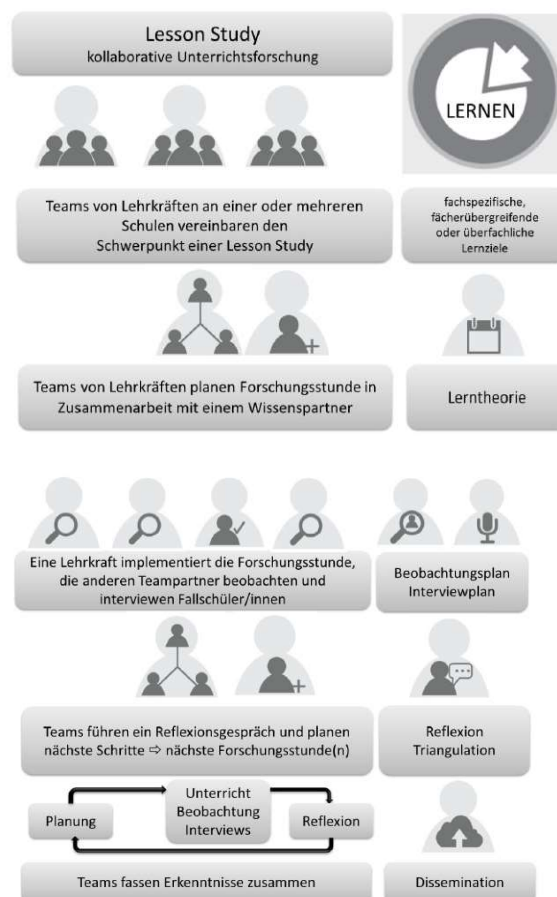 Lesson Study
kollaborative Unterrichtsforschung
LERNEN
Teams von Lehrkräften an einer oder mehreren
Schulen vereinbaren den
Schwerpunkt einer Lesson Study
fachspezifische,
fächerübergreifende
oder überfachliche
Lernziele
Teams von Lehrkräften planen Forschungsstunde in
Zusammenarbeit mit einem Wissenspartner
Lerntheorie
Eine Lehrkraft implementiert die Forschungsstunde,
die anderen Teampartner beobachten und
interviewen Fallschüler/innen
Beobachtungsplan
Interviewplan
Teams führen ein Reflexionsgespräch und planen
nächste Schritte ⇨ nächste Forschungsstunde(n)
Reflexion
Triangulation
Planung
Unterricht
Beobachtung
Interviews
Reflexion
Teams fassen Erkenntnisse zusammen
Dissemination